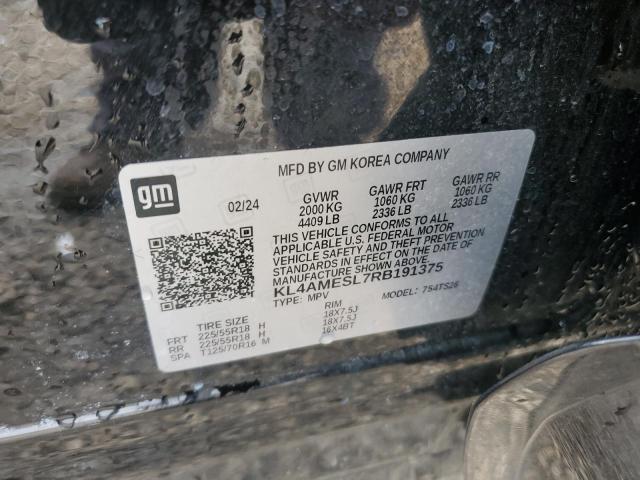 MFD BY GM KOREA COMPANY
gm
02/24
GVWR GAWR FRT GAWR RR
2000 KG 1060 KG 1060 KG
4409 LB 2336 LB 2336 LB
THIS VEHICLE CONFORMS TO ALL
APPLICABLE U.S. FEDERAL MOTOR
VEHICLE SAFETY AND THEFT PREVENTION
STANDARDS IN EFFECT ON THE DATE OF
MANUFACTURE SHOWN ABOVE.
KL4AMESL7RB191375
TYPE: MPV MODEL: 754TS26
TIRE SIZE RIM
FRT 225/55R18 H 18X7.5J
RR 225/55R18 H 18X7.5J
SPA T125/70R16 M 16X4BT